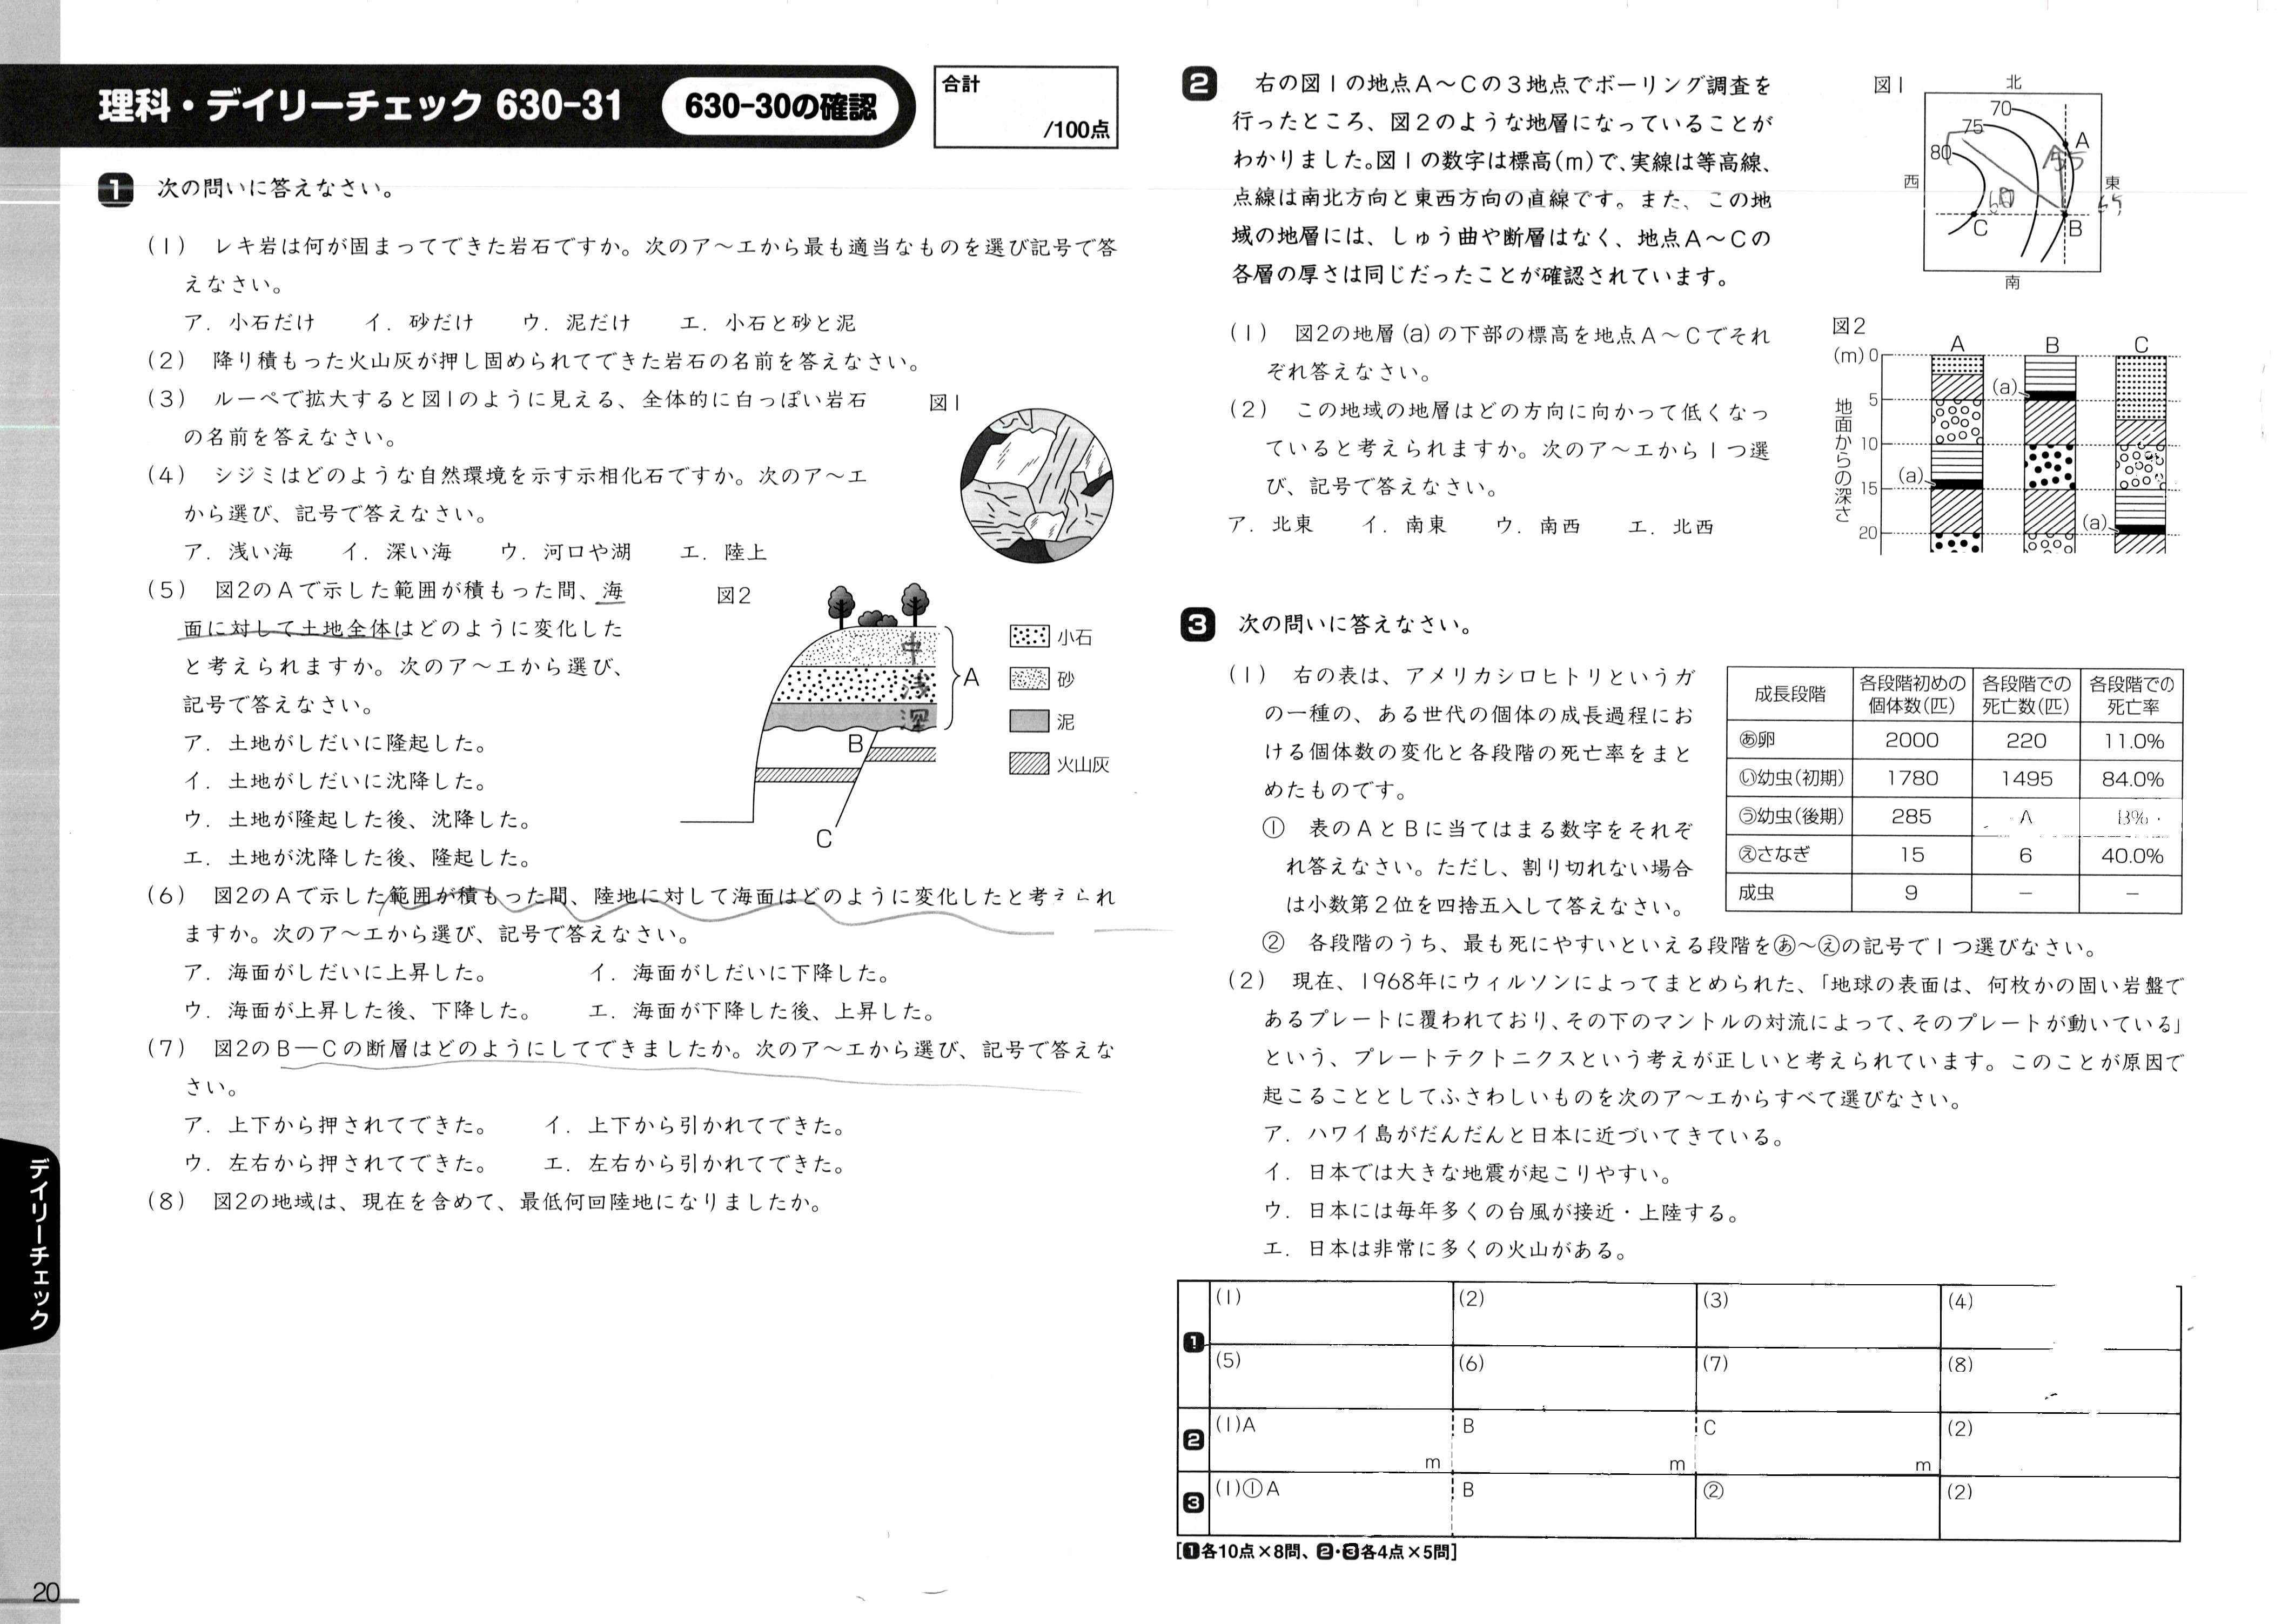 理科・デイリーチェック 630-31
630-30の確認
合計
/100点
1 次の問いに答えなさい。
(1) レキ岩は何が固まってできた岩石ですか。次のア〜エから最も適当なものを選び記号で答
えなさい。
ア．小石だけ イ．砂だけ ウ．泥だけ エ．小石と砂と泥
(2) 降り積もった火山灰が押し固められてできた岩石の名前を答えなさい。
(3) ルーペで拡大すると図1のように見える、全体的に白っぽい岩石
の名前を答えなさい。
図1
(4) シジミはどのような自然環境を示す示相化石ですか。次のア〜エ
から選び、記号で答えなさい。
ア．浅い海 イ．深い海 ウ．河口や湖 エ．陸上
(5) 図2のAで示した範囲が積もった間、海
面に対して土地全体はどのように変化した
と考えられますか。次のア〜エから選び、
記号で答えなさい。
ア．土地がしだいに隆起した。
イ．土地がしだいに沈降した。
ウ．土地が隆起した後、沈降した。
エ．土地が沈降した後、隆起した。
図2
中
浅
深
A
B
C
小石
砂
泥
火山灰
(6) 図2のAで示した範囲が積もった間、陸地に対して海面はどのように変化したと考えられ
ますか。次のア〜エから選び、記号で答えなさい。
ア．海面がしだいに上昇した。 イ．海面がしだいに下降した。
ウ．海面が上昇した後、下降した。 エ．海面が下降した後、上昇した。
(7) 図2のB—Cの断層はどのようにしてできましたか。次のア〜エから選び、記号で答えな
さい。
ア．上下から押されてできた。 イ．上下から引かれてできた。
ウ．左右から押されてできた。 エ．左右から引かれてできた。
(8) 図2の地域は、現在を含めて、最低何回陸地になりましたか。
デイリーチェック
20
2 右の図1の地点A〜Cの3地点でボーリング調査を
行ったところ、図2のような地層になっていることが
わかりました。図1の数字は標高(m)で、実線は等高線、
点線は南北方向と東西方向の直線です。また、この地
域の地層には、しゅう曲や断層はなく、地点A〜Cの
各層の厚さは同じだったことが確認されています。
図1
北
70
75
80
A
55
西
東
60
65
C
B
南
(1) 図2の地層(a)の下部の標高を地点A〜Cでそれ
ぞれ答えなさい。
(2) この地域の地層はどの方向に向かって低くなっ
ていると考えられますか。次のア〜エから1つ選
び、記号で答えなさい。
ア．北東 イ．南東 ウ．南西 エ．北西
図2
A B C
(m) 0
5
10
15
20
地面からの深さ
(a)
(a)
(a)
3 次の問いに答えなさい。
(1) 右の表は、アメリカシロヒトリというガ
の一種の、ある世代の個体の成長過程にお
ける個体数の変化と各段階の死亡率をまと
めたものです。
① 表のAとBに当てはまる数字をそれぞ
れ答えなさい。ただし、割り切れない場合
は小数第2位を四捨五入して答えなさい。
成長段階 各段階初めの個体数(匹) 各段階での死亡数(匹) 各段階での死亡率
あ卵 2000 220 11.0%
い幼虫(初期) 1780 1495 84.0%
う幼虫(後期) 285 A B%
えさなぎ 15 6 40.0%
成虫 9 − −
② 各段階のうち、最も死にやすいといえる段階をあ〜えの記号で1つ選びなさい。
(2) 現在、1968年にウィルソンによってまとめられた、「地球の表面は、何枚かの固い岩盤で
あるプレートに覆われており、その下のマントルの対流によって、そのプレートが動いている」
という、プレートテクトニクスという考えが正しいと考えられています。このことが原因で
起こることとしてふさわしいものを次のア〜エからすべて選びなさい。
ア．ハワイ島がだんだんと日本に近づいてきている。
イ．日本では大きな地震が起こりやすい。
ウ．日本には毎年多くの台風が接近・上陸する。
エ．日本は非常に多くの火山がある。
1 (1) (2) (3) (4)
(5) (6) (7) (8)
2 (1)A m B m C m (2)
3 (1)①A B ② (2)
[1各10点×8問、2・3各4点×5問]